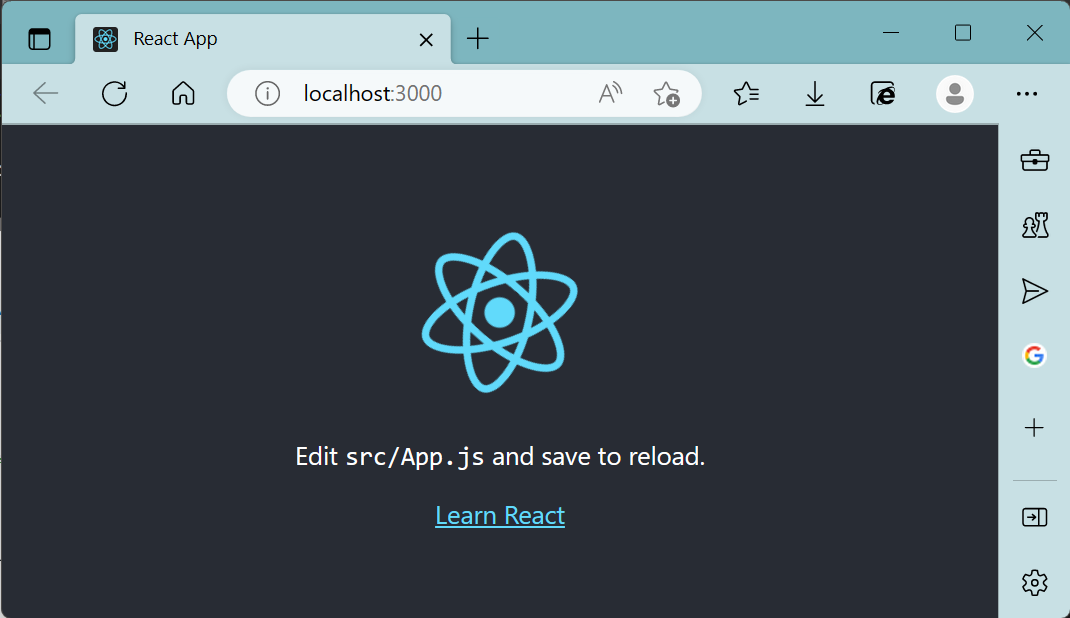 React App
localhost:3000
Edit src/App.js and save to reload.
Learn React